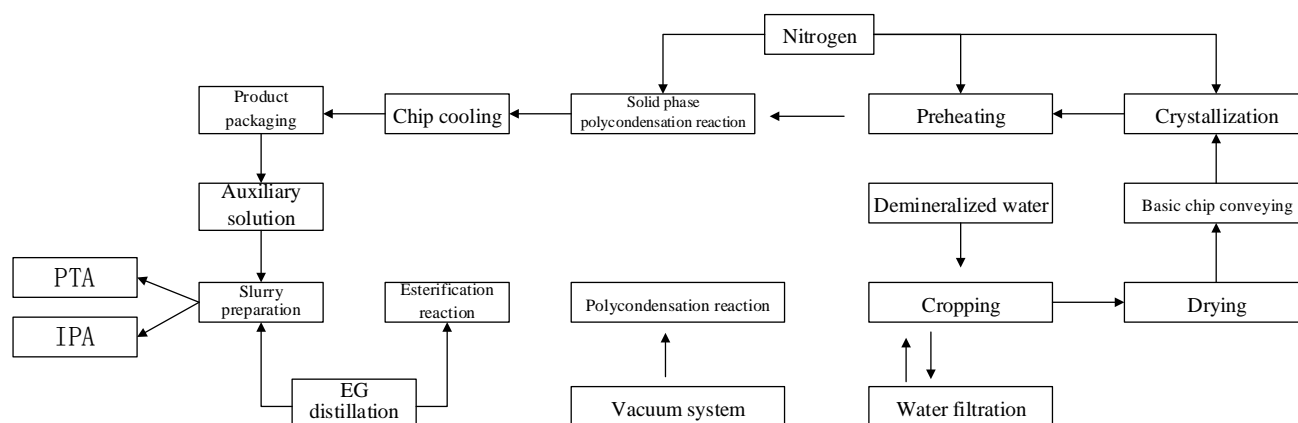 Nitrogen
Product
packaging
Chip cooling
Solid phase
polycondensation reaction
Preheating
Crystallization
Auxiliary
solution
Demineralized water
Basic chip conveying
PTA
IPA
Slurry
preparation
Esterification
reaction
Polycondensation reaction
Cropping
Drying
EG
distillation
Vacuum system
Water filtration